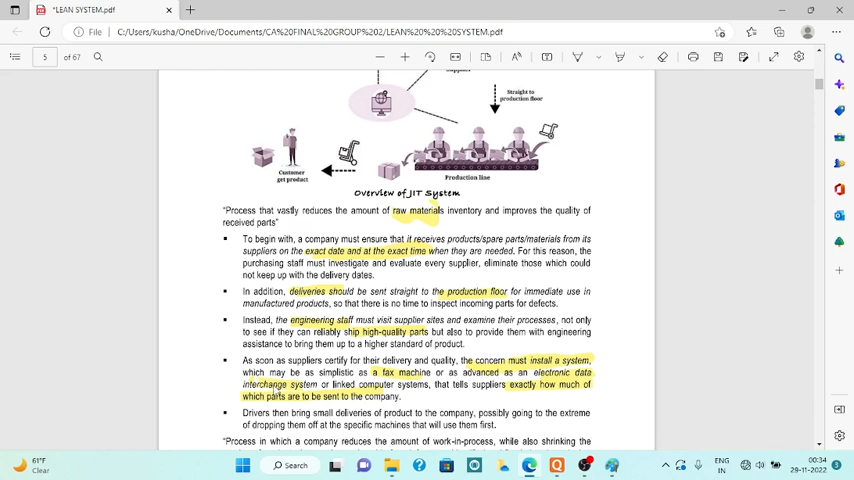 *LEAN SYSTEM.pdf
File
C:/Users/kusha/OneDrive/Documents/CA%20FINAL%20GROUP%202/LEAN%20%20%20SYSTEM.pdf
5
of 67
Straight to
production floor
Customer
get product
Production line
Overview of JIT System
"Process that vastly reduces the amount of raw materials inventory and improves the quality of
received parts"
▪ To begin with, a company must ensure that it receives products/spare parts/materials from its
suppliers on the exact date and at the exact time when they are needed. For this reason, the
purchasing staff must investigate and evaluate every supplier, eliminate those which could
not keep up with the delivery dates.
▪ In addition, deliveries should be sent straight to the production floor for immediate use in
manufactured products, so that there is no time to inspect incoming parts for defects.
▪ Instead, the engineering staff must visit supplier sites and examine their processes, not only
to see if they can reliably ship high-quality parts but also to provide them with engineering
assistance to bring them up to a higher standard of product.
▪ As soon as suppliers certify for their delivery and quality, the concern must install a system,
which may be as simplistic as a fax machine or as advanced as an electronic data
interchange system or linked computer systems, that tells suppliers exactly how much of
which parts are to be sent to the company.
▪ Drivers then bring small deliveries of product to the company, possibly going to the extreme
of dropping them off at the specific machines that will use them first.
"Process in which a company reduces the amount of work-in-process, while also shrinking the
61°F
Clear
Search
ENG
IN
00:34
29-11-2022